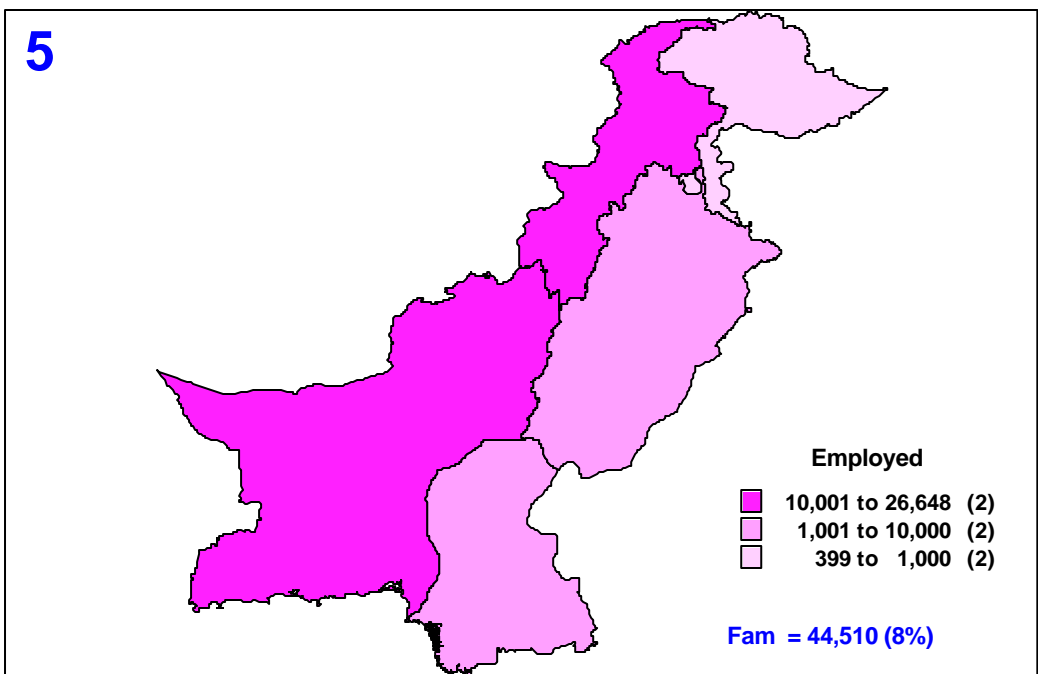 5
Employed
10,001 to 26,648 (2)
1,001 to 10,000 (2)
399 to 1,000 (2)
Fam = 44,510 (8%)